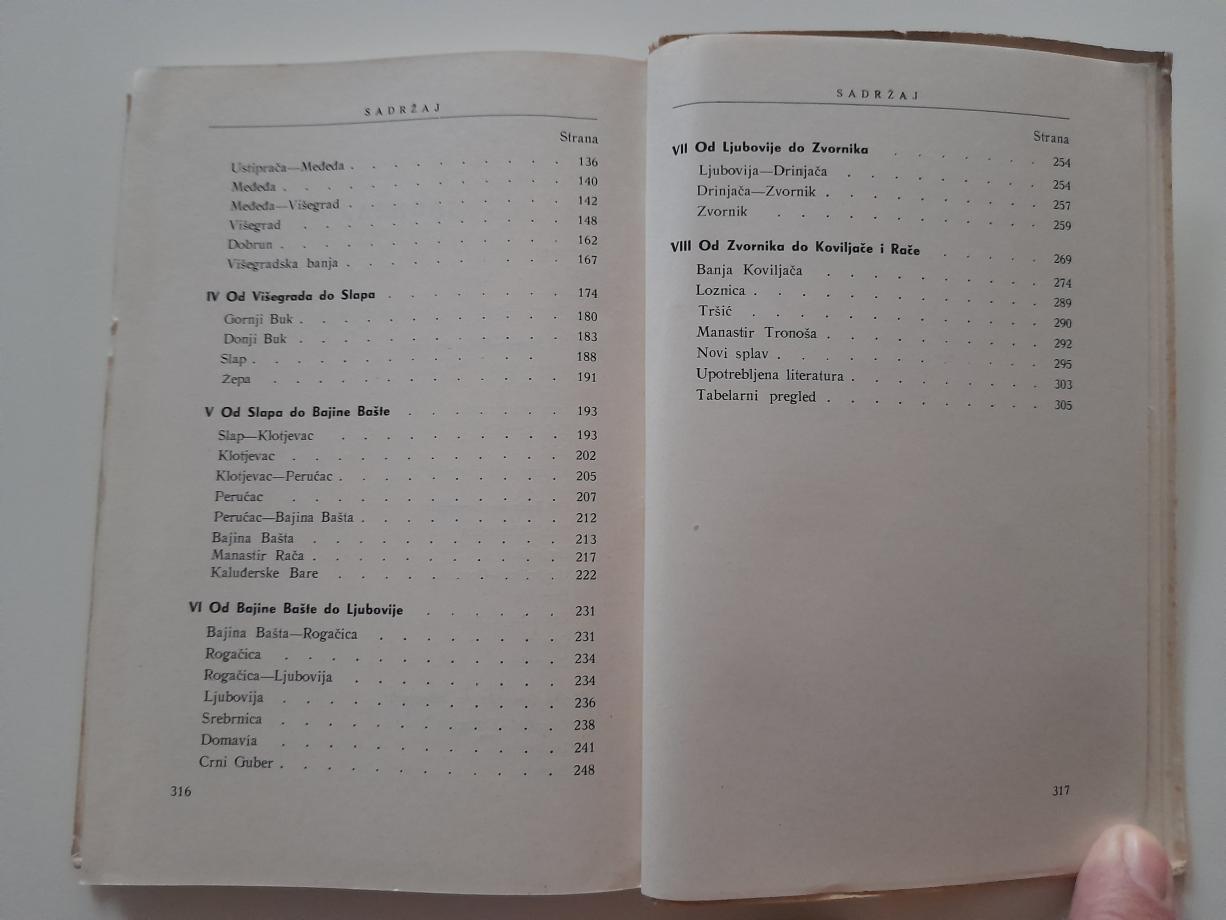 SADRŽAJ
Strana
Ustiprača—Međeđa . . . . . . . . . . 136
Međeđa . . . . . . . . . . . . 140
Međeđa—Višegrad . . . . . . . . . . 142
Višegrad . . . . . . . . . . . 148
Dobrun . . . . . . . . . . . . 162
Višegradska banja . . . . . . . . . . 167
IV Od Višegrada do Slapa . . . . . . . . 174
Gornji Buk . . . . . . . . . . . 180
Donji Buk . . . . . . . . . . . 183
Slap . . . . . . . . . . . . . 188
Žepa . . . . . . . . . . . . 191
V Od Slapa do Bajine Bašte . . . . . . . 193
Slap—Klotjevac . . . . . . . . . . 193
Klotjevac . . . . . . . . . . . 202
Klotjevac—Perućac . . . . . . . . . . 205
Perućac . . . . . . . . . . . 207
Perućac—Bajina Bašta . . . . . . . . . 212
Bajina Bašta . . . . . . . . . . 213
Manastir Rača . . . . . . . . . . . 217
Kaluđerske Bare . . . . . . . . . . 222
VI Od Bajine Bašte do Ljubovije . . . . . . 231
Bajina Bašta—Rogačica . . . . . . . . 231
Rogačica . . . . . . . . . . . . 234
Rogačica—Ljubovija . . . . . . . . . 234
Ljubovija . . . . . . . . . . . . 236
Srebrnica . . . . . . . . . . . . 238
Domavia . . . . . . . . . . . . 241
Crni Guber . . . . . . . . . . . . 248
316
SADRŽAJ
Strana
VII Od Ljubovije do Zvornika . . . . . . 254
Ljubovija—Drinjača . . . . . . . . 254
Drinjača—Zvornik . . . . . . . . . 257
Zvornik . . . . . . . . . . . 259
VIII Od Zvornika do Koviljače i Rače . . . . 269
Banja Koviljača . . . . . . . . . 274
Loznica . . . . . . . . . . . . 289
Tršić . . . . . . . . . . . . 290
Manastir Tronoša . . . . . . . . . 292
Novi splav . . . . . . . . . . . 295
Upotrebljena literatura . . . . . . . . 303
Tabelarni pregled . . . . . . . . . 305
317